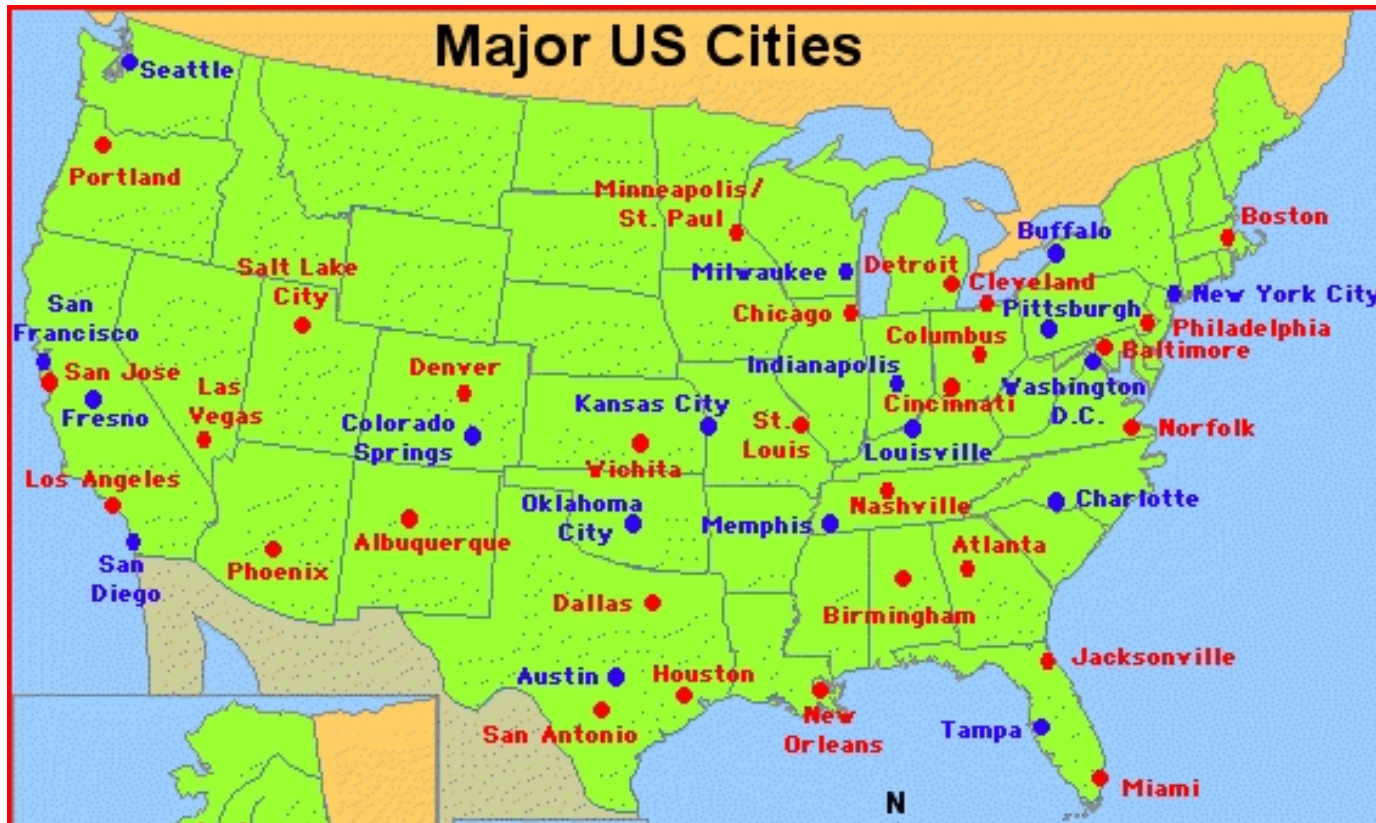 Major US Cities
Seattle
Portland
Minneapolis/
St. Paul
Boston
Buffalo
Salt Lake
City
Milwaukee
Detroit
Cleveland
San
Francisco
New York City
Pittsburgh
Chicago
Columbus
Philadelphia
Baltimore
San Jose
Fresno
Las
Vegas
Denver
Colorado
Springs
Kansas City
Wichita
Indianapolis
Cincinnati
Washington
D.C.
St.
Louis
Louisville
Norfolk
Los Angeles
San
Diego
Phoenix
Albuquerque
Oklahoma
City
Memphis
Nashville
Charlotte
Atlanta
Birmingham
Dallas
Austin
Houston
San Antonio
New
Orleans
Jacksonville
Tampa
Miami
N